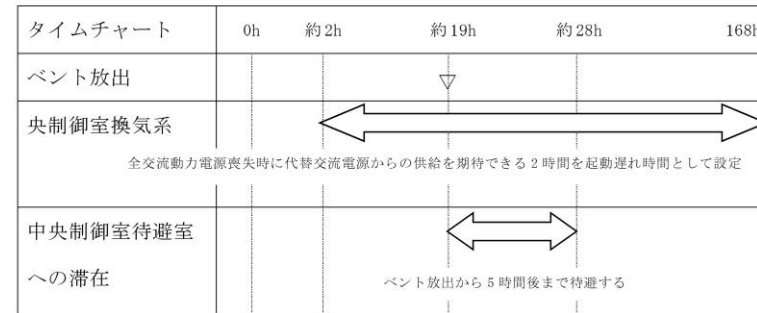 タイムチャート 0h 約2h 約19h 約28h 168h
ベント放出
央制御室換気系
全交流動力電源喪失時に代替交流電源からの供給を期待できる2時間を起動遅れ時間として設定
中央制御室待避室
への滞在
ベント放出から5時間後まで待避する